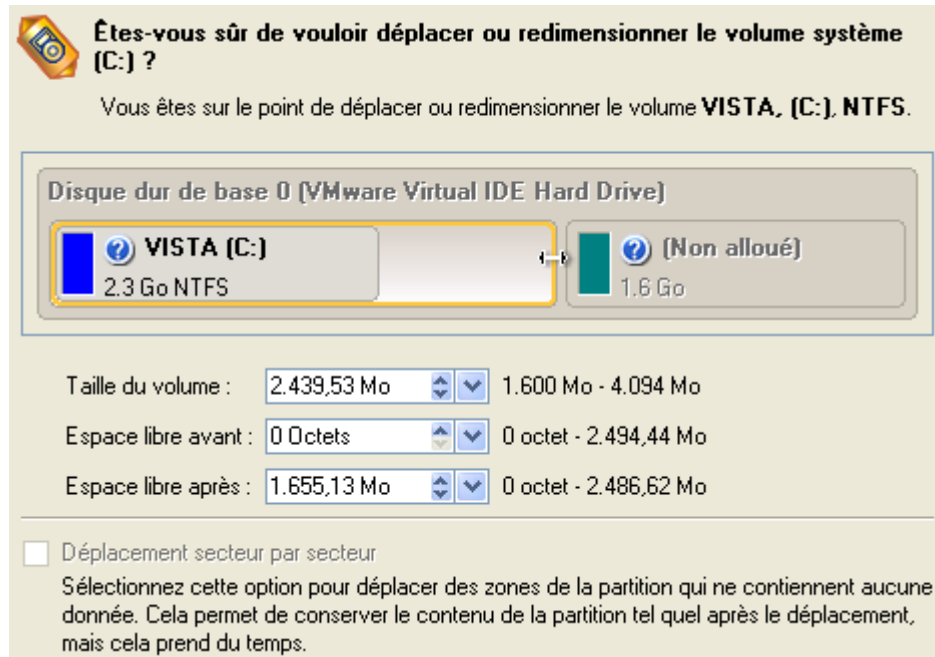 Êtes-vous sûr de vouloir déplacer ou redimensionner le volume système
(C:) ?
Vous êtes sur le point de déplacer ou redimensionner le volume VISTA, (C:), NTFS.
Disque dur de base 0 (VMware Virtual IDE Hard Drive)
VISTA (C:)
2.3 Go NTFS
(Non alloué)
1.6 Go
Taille du volume : 2.439,53 Mo 1.600 Mo - 4.094 Mo
Espace libre avant : 0 Octets 0 octet - 2.494,44 Mo
Espace libre après : 1.655,13 Mo 0 octet - 2.486,62 Mo
Déplacement secteur par secteur
Sélectionnez cette option pour déplacer des zones de la partition qui ne contiennent aucune
donnée. Cela permet de conserver le contenu de la partition tel quel après le déplacement,
mais cela prend du temps.